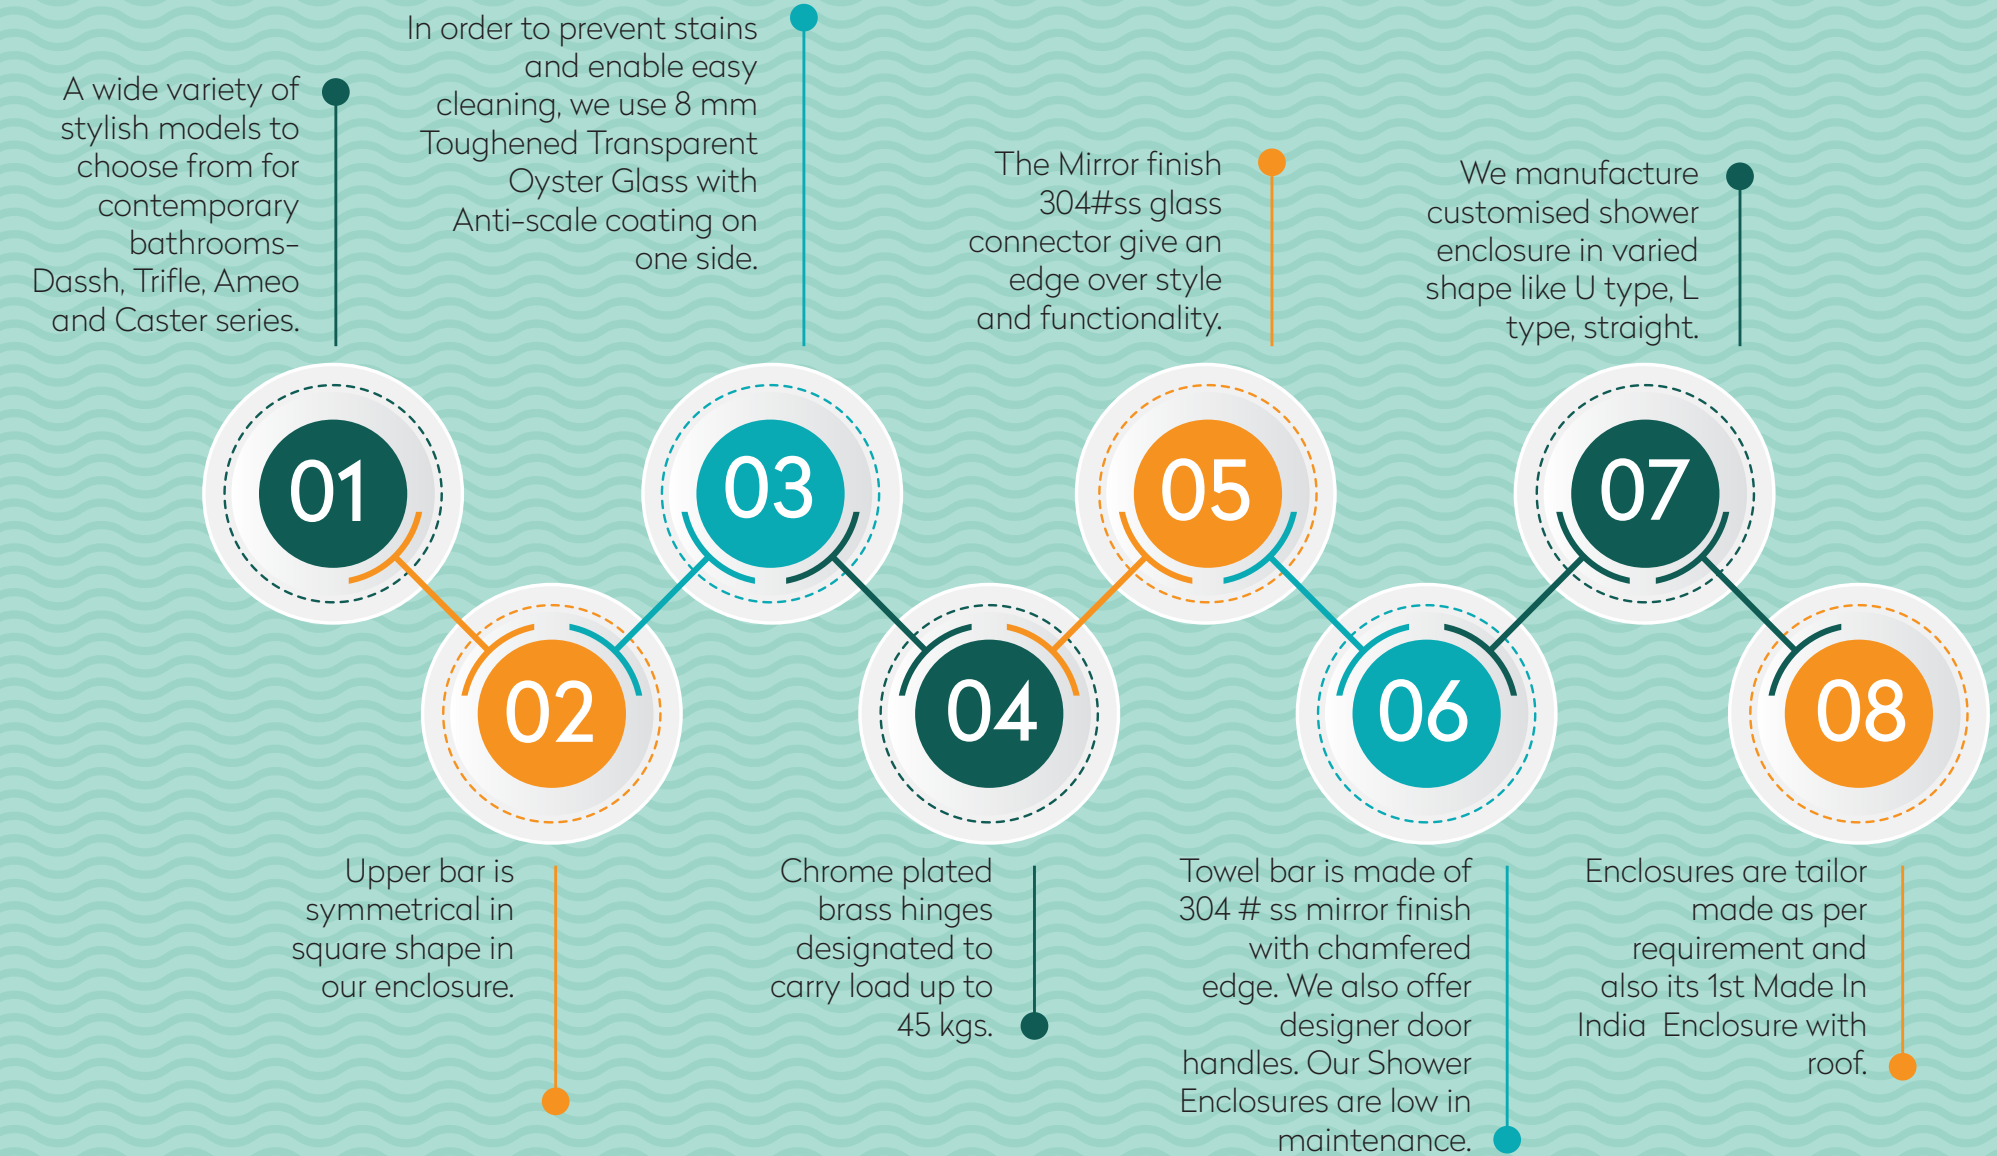 A wide variety of
stylish models to
choose from for
contemporary
bathrooms-
Dassh, Trifle, Ameo
and Caster series.
01
Upper bar is
symmetrical in
square shape in
our enclosure.
02
In order to prevent stains
and enable easy
cleaning, we use 8 mm
Toughened Transparent
Oyster Glass with
Anti-scale coating on
one side.
03
Chrome plated
brass hinges
designated to
carry load up to
45 kgs.
04
The Mirror finish
304#ss glass
connector give an
edge over style
and functionality.
05
Towel bar is made of
304 # ss mirror finish
with chamfered
edge. We also offer
designer door
handles. Our Shower
Enclosures are low in
maintenance.
06
We manufacture
customised shower
enclosure in varied
shape like U type, L
type, straight.
07
Enclosures are tailor
made as per
requirement and
also its 1st Made In
India Enclosure with
roof.
08